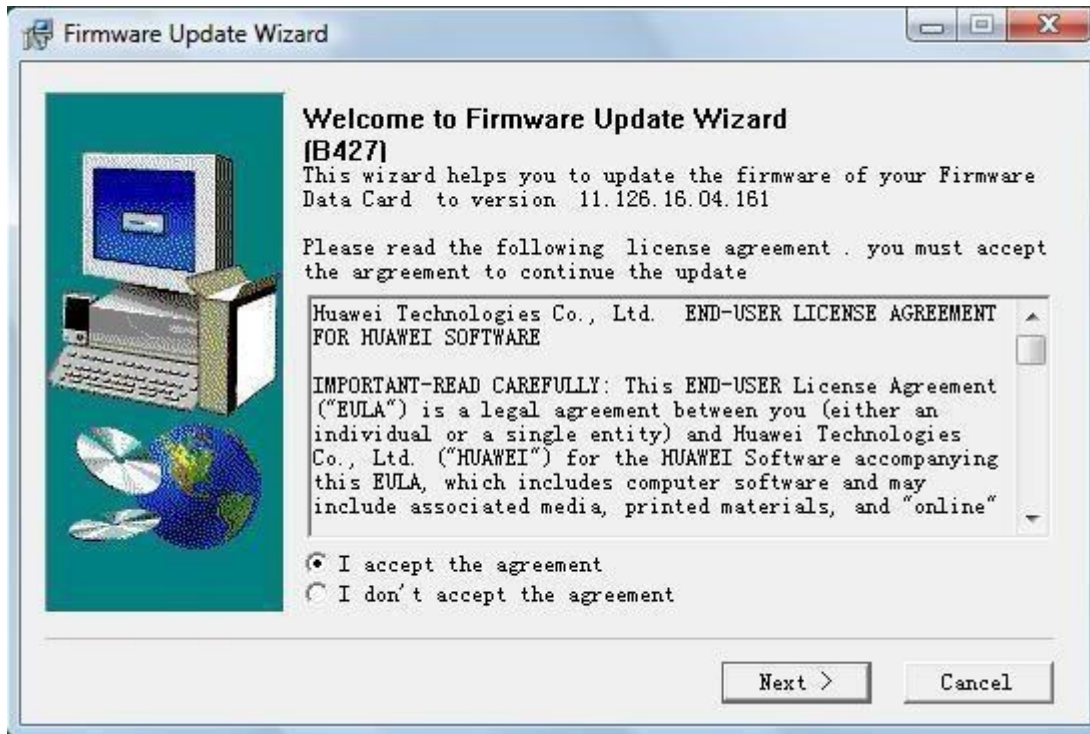 Firmware Update Wizard
Welcome to Firmware Update Wizard
(B427)
This wizard helps you to update the firmware of your Firmware
Data Card  to version  11.126.16.04.161
Please read the following  license agreement . you must accept
the argreement to continue the update
Huawei Technologies Co., Ltd.  END-USER LICENSE AGREEMENT
FOR HUAWEI SOFTWARE
IMPORTANT-READ CAREFULLY: This END-USER License Agreement
("EULA") is a legal agreement between you (either an
individual or a single entity) and Huawei Technologies
Co., Ltd. ("HUAWEI") for the HUAWEI Software accompanying
this EULA, which includes computer software and may
include associated media, printed materials, and "online"
I accept the agreement
I don't accept the agreement
Next >
Cancel